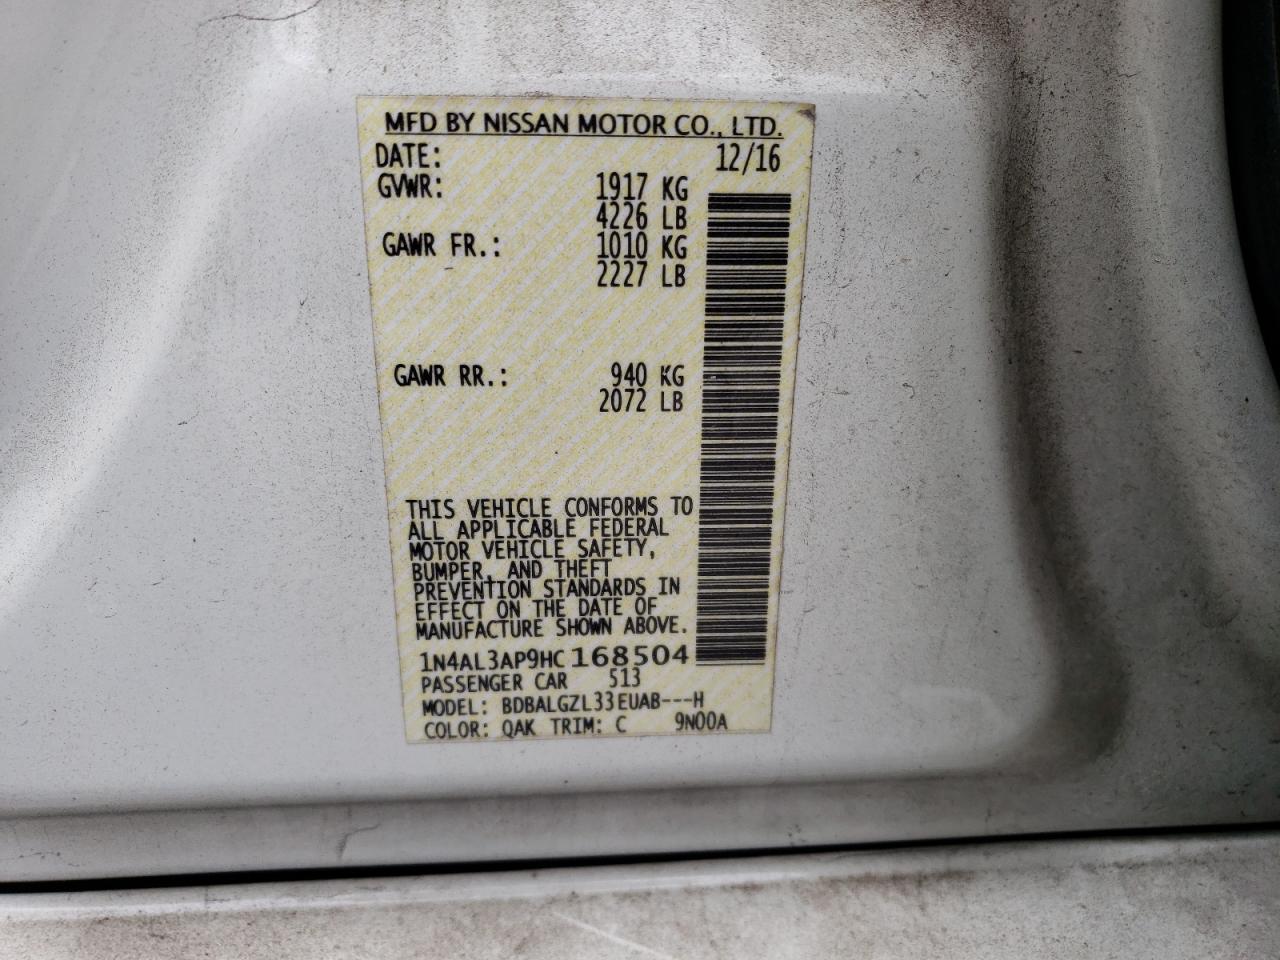 MFD BY NISSAN MOTOR CO., LTD.
DATE: 12/16
GVWR: 1917 KG
4226 LB
GAWR FR.: 1010 KG
2227 LB
GAWR RR.: 940 KG
2072 LB
THIS VEHICLE CONFORMS TO
ALL APPLICABLE FEDERAL
MOTOR VEHICLE SAFETY,
BUMPER, AND THEFT
PREVENTION STANDARDS IN
EFFECT ON THE DATE OF
MANUFACTURE SHOWN ABOVE.
1N4AL3AP9HC168504
PASSENGER CAR 513
MODEL: BDBALGZL33EUAB---H
COLOR: QAK TRIM: C 9N00A